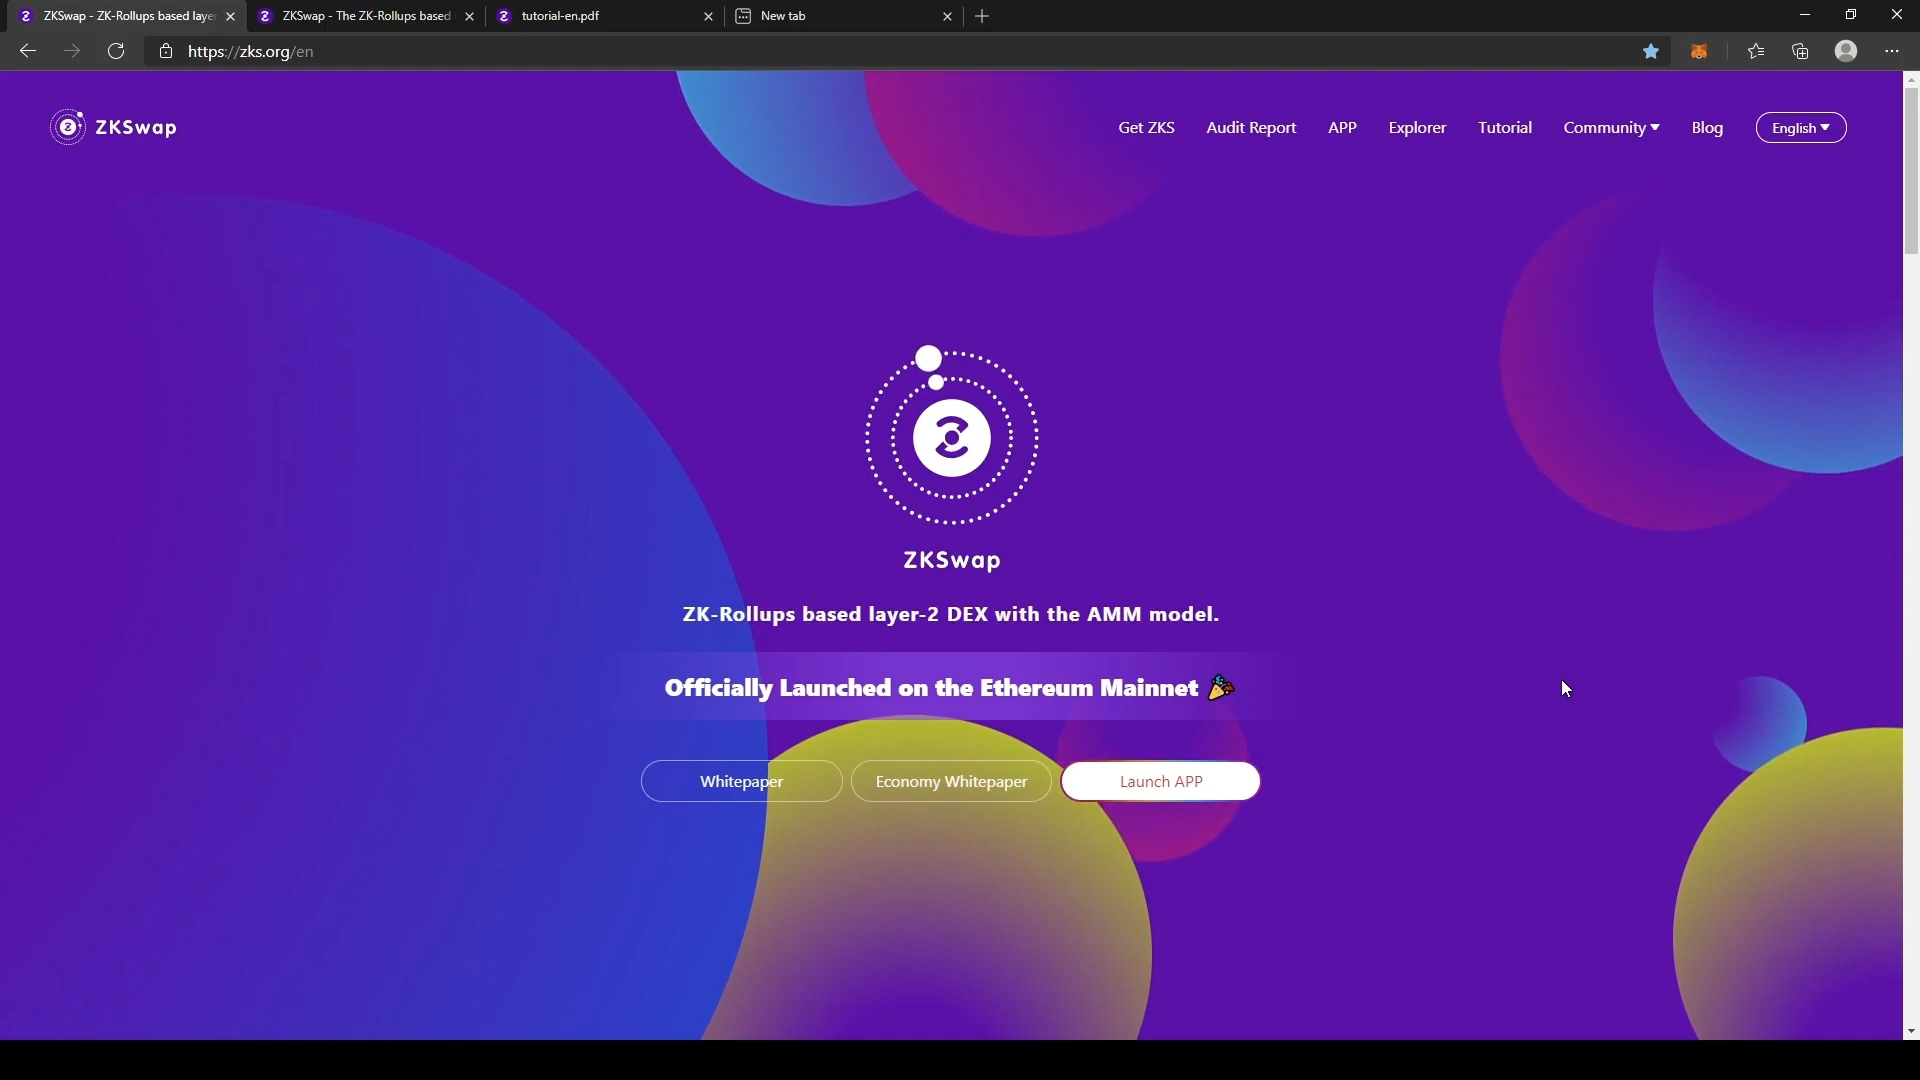 ZKSwap - ZK-Rollups based laye
ZKSwap - The ZK-Rollups based
tutorial-en.pdf
New tab
https://zks.org/en
ZKSwap
Get ZKS
Audit Report
APP
Explorer
Tutorial
Community
Blog
English
ZKSwap
ZK-Rollups based layer-2 DEX with the AMM model.
Officially Launched on the Ethereum Mainnet 🎉
Whitepaper
Economy Whitepaper
Launch APP